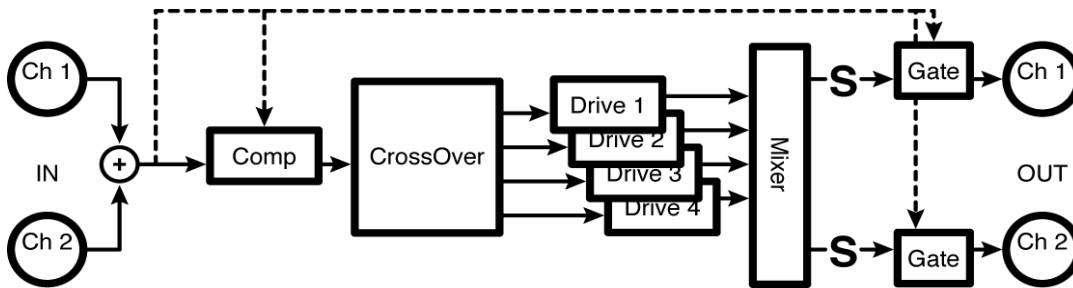 Ch 1
IN
Ch 2
+
Comp
CrossOver
Drive 1
Drive 2
Drive 3
Drive 4
Mixer
S
S
Gate
Gate
Ch 1
OUT
Ch 2